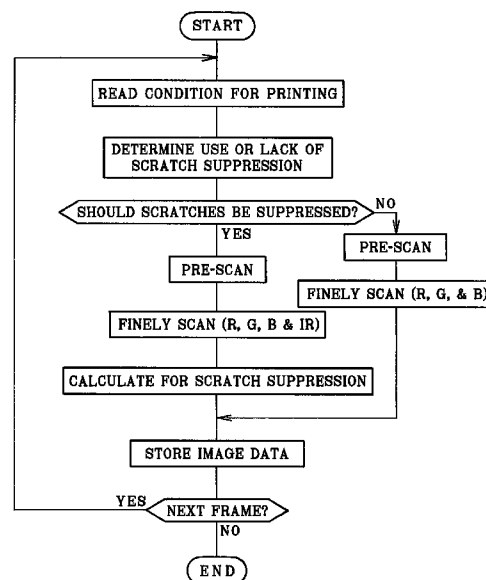 START
READ CONDITION FOR PRINTING
DETERMINE USE OR LACK OF
SCRATCH SUPPRESSION
SHOULD SCRATCHES BE SUPPRESSED?
NO
YES
PRE-SCAN
PRE-SCAN
FINELY SCAN (R, G, & B)
FINELY SCAN (R, G, B & IR)
CALCULATE FOR SCRATCH SUPPRESSION
STORE IMAGE DATA
YES
NEXT FRAME?
NO
END